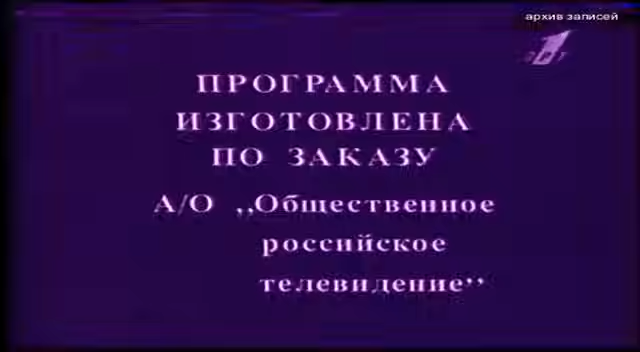 архив записей
ПРОГРАММА
ИЗГОТОВЛЕНА
ПО ЗАКАЗУ
А/О ,,Общественное
российское
телевидение”